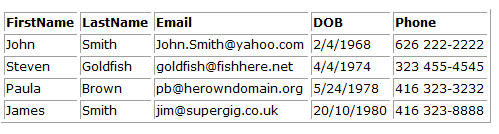 FirstName LastName Email DOB Phone
John Smith John.Smith@yahoo.com 2/4/1968 626 222-2222
Steven Goldfish goldfish@fishhere.net 4/4/1974 323 455-4545
Paula Brown pb@herowndomain.org 5/24/1978 416 323-3232
James Smith jim@supergig.co.uk 20/10/1980 416 323-8888